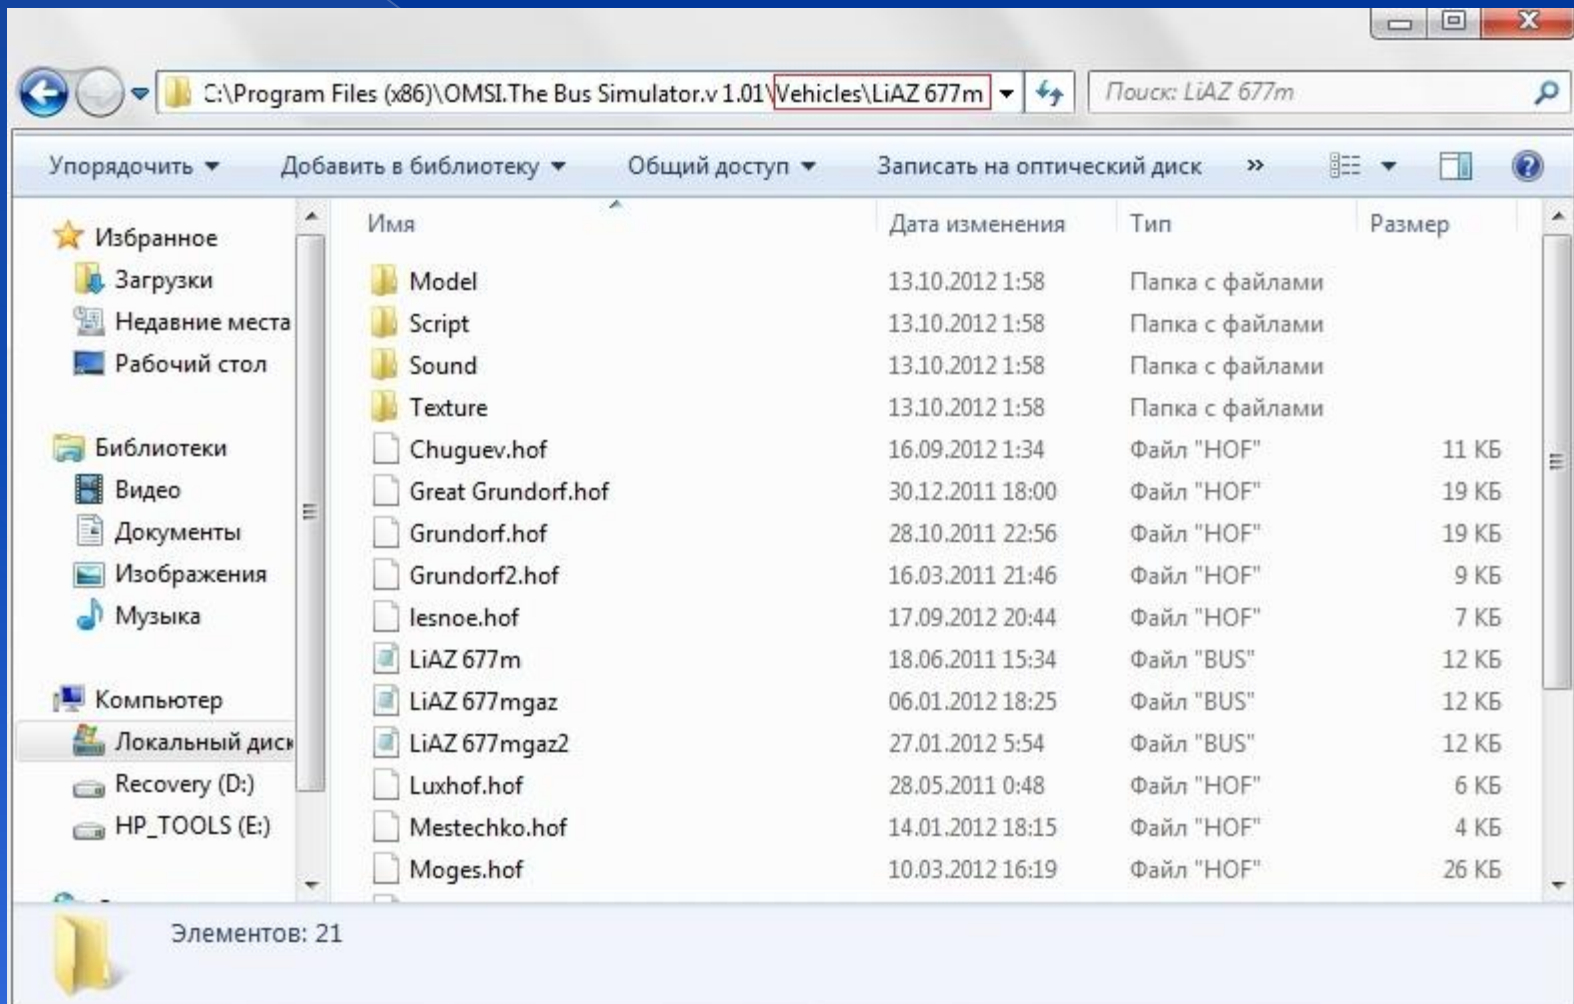 C:\Program Files (x86)\OMSI.The Bus Simulator.v 1.01\Vehicles\LiAZ 677m Поиск: LiAZ 677m
Упорядочить Добавить в библиотеку Общий доступ Записать на оптический диск »
Избранное
Загрузки
Недавние места
Рабочий стол
Библиотеки
Видео
Документы
Изображения
Музыка
Компьютер
Локальный диск
Recovery (D:)
HP_TOOLS (E:)
Имя Дата изменения Тип Размер
Model 13.10.2012 1:58 Папка с файлами
Script 13.10.2012 1:58 Папка с файлами
Sound 13.10.2012 1:58 Папка с файлами
Texture 13.10.2012 1:58 Папка с файлами
Chuguev.hof 16.09.2012 1:34 Файл "HOF" 11 КБ
Great Grundorf.hof 30.12.2011 18:00 Файл "HOF" 19 КБ
Grundorf.hof 28.10.2011 22:56 Файл "HOF" 19 КБ
Grundorf2.hof 16.03.2011 21:46 Файл "HOF" 9 КБ
lesnoe.hof 17.09.2012 20:44 Файл "HOF" 7 КБ
LiAZ 677m 18.06.2011 15:34 Файл "BUS" 12 КБ
LiAZ 677mgaz 06.01.2012 18:25 Файл "BUS" 12 КБ
LiAZ 677mgaz2 27.01.2012 5:54 Файл "BUS" 12 КБ
Luxhof.hof 28.05.2011 0:48 Файл "HOF" 6 КБ
Mestechko.hof 14.01.2012 18:15 Файл "HOF" 4 КБ
Moges.hof 10.03.2012 16:19 Файл "HOF" 26 КБ
Элементов: 21